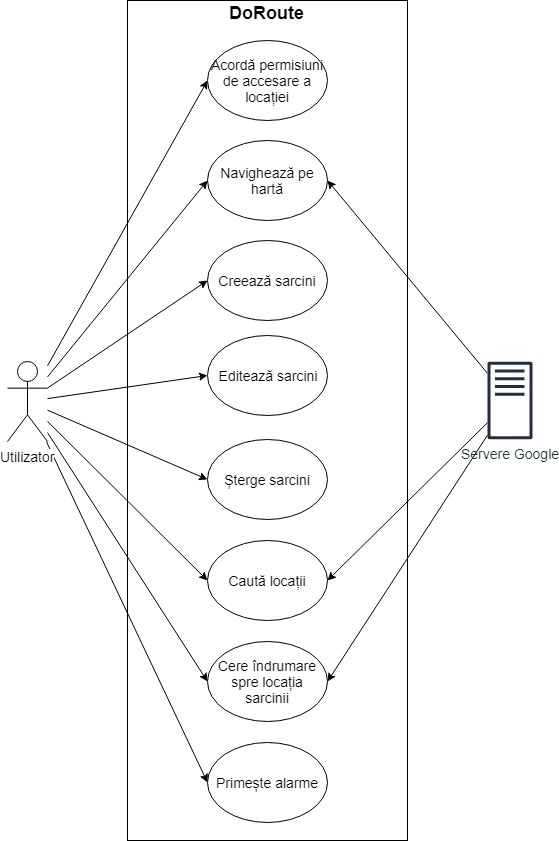 DoRoute
Acordă permisiuni
de accesare a
locației
Navighează pe
hartă
Creează sarcini
Editează sarcini
Șterge sarcini
Caută locații
Cere îndrumare
spre locația
sarcinii
Primește alarme
Utilizator
Servere Google